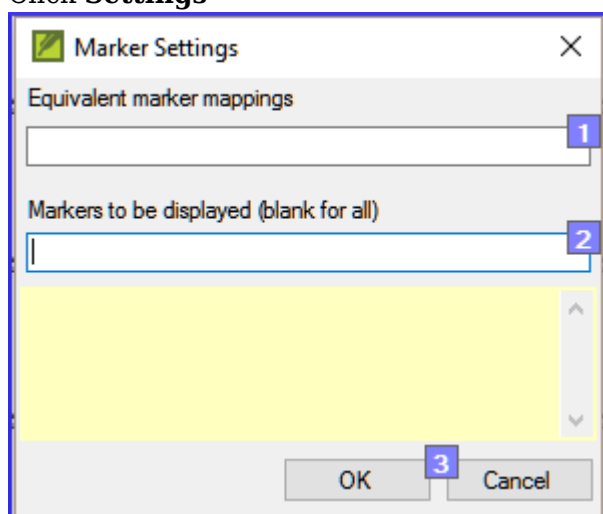 Click Settings
Marker Settings
Equivalent marker mappings
1
Markers to be displayed (blank for all)
2
3
OK Cancel